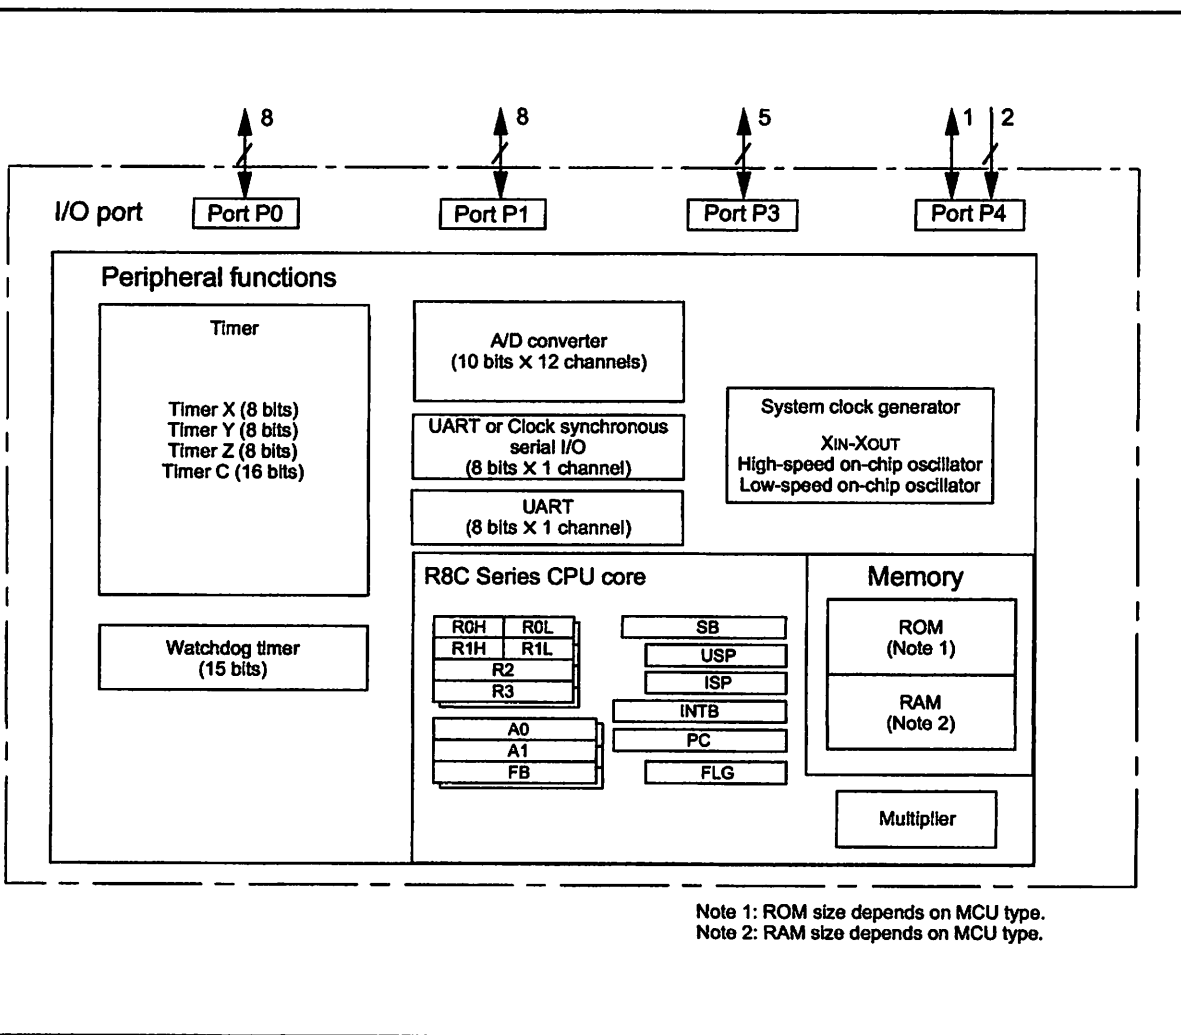 8
8
5
1
2
I/O port
Port P0
Port P1
Port P3
Port P4
Peripheral functions
Timer
Timer X (8 bits)
Timer Y (8 bits)
Timer Z (8 bits)
Timer C (16 bits)
Watchdog timer
(15 bits)
A/D converter
(10 bits X 12 channels)
UART or Clock synchronous
serial I/O
(8 bits X 1 channel)
UART
(8 bits X 1 channel)
System clock generator
XIN-XOUT
High-speed on-chip oscillator
Low-speed on-chip oscillator
R8C Series CPU core
R0H
R0L
R1H
R1L
R2
R3
A0
A1
FB
SB
USP
ISP
INTB
PC
FLG
Memory
ROM
(Note 1)
RAM
(Note 2)
Multiplier
Note 1: ROM size depends on MCU type.
Note 2: RAM size depends on MCU type.